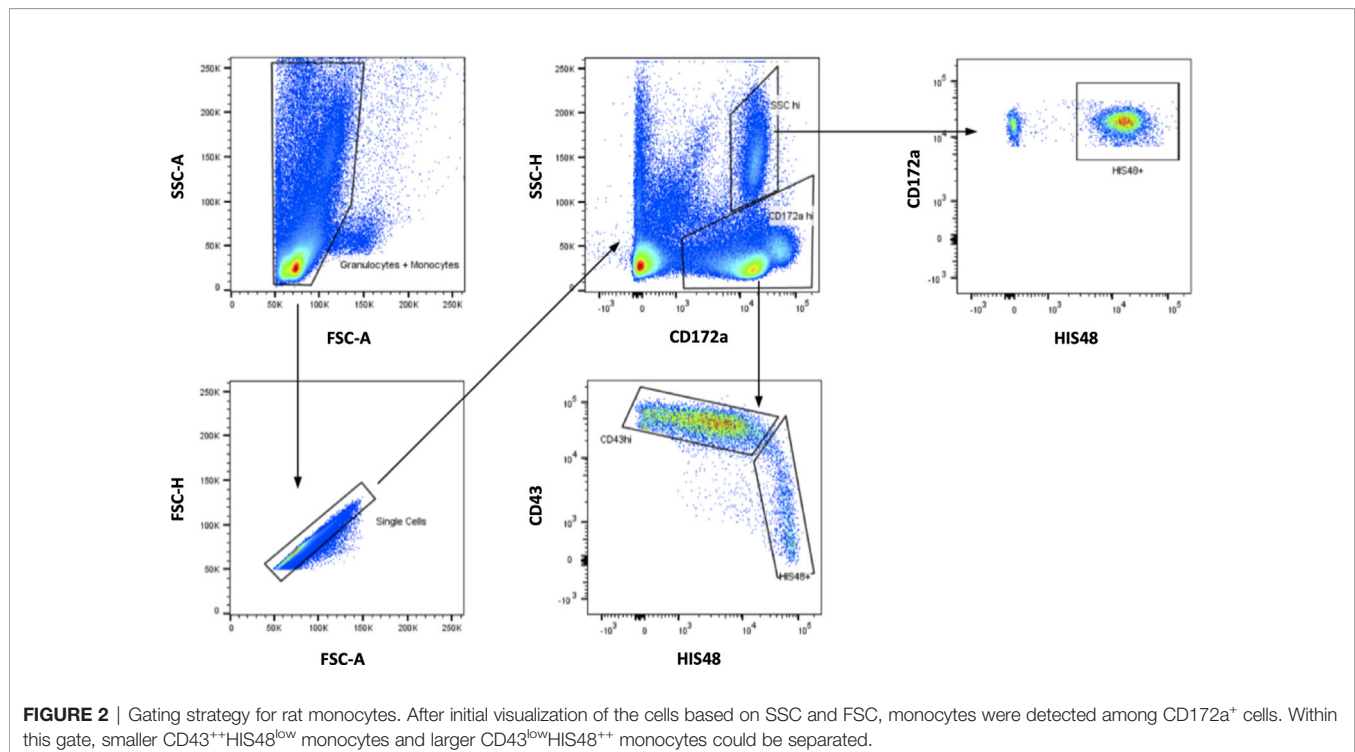 250K
200K
150K
100K
50K
0
SSC-A
Granulocytes + Monocytes
0 50K 100K 150K 200K 250K
FSC-A
250K
200K
150K
100K
50K
0
SSC-H
SSC hi
CD172a hi
-10³ 0 10³ 10⁴ 10⁵
CD172a
10⁵
10⁴
10³
0
-10³
CD172a
HIS48+
-10³ 0 10³ 10⁴ 10⁵
HIS48
250K
200K
150K
100K
50K
0
FSC-H
Single Cells
0 50K 100K 150K 200K 250K
FSC-A
10⁵
10⁴
10³
0
-10³
CD43
CD43hi
HIS48+
-10³ 0 10³ 10⁴ 10⁵
HIS48
FIGURE 2 | Gating strategy for rat monocytes. After initial visualization of the cells based on SSC and FSC, monocytes were detected among CD172a⁺ cells. Within
this gate, smaller CD43⁺⁺HIS48ˡᵒʷ monocytes and larger CD43ˡᵒʷHIS48⁺⁺ monocytes could be separated.